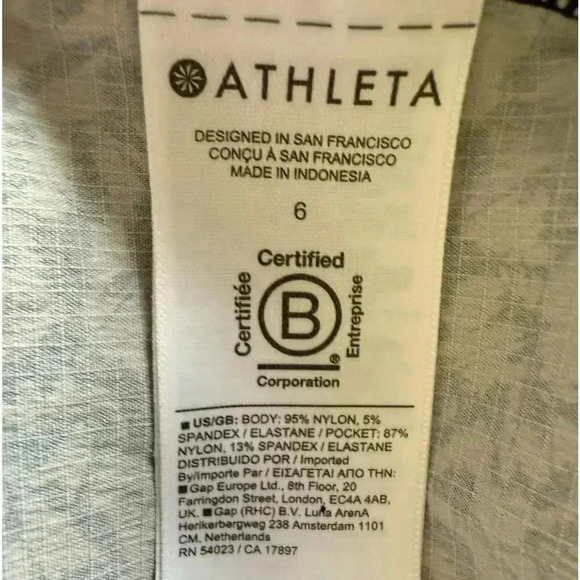 ATHLETA
DESIGNED IN SAN FRANCISCO
CONÇU À SAN FRANCISCO
MADE IN INDONESIA
6
Certified
Certifiée
B
®
Entreprise
Corporation
■ US/GB: BODY: 95% NYLON, 5%
SPANDEX / ELASTANE / POCKET: 87%
NYLON, 13% SPANDEX / ELASTANE
DISTRIBUIDO POR / Imported
By/Importe Par / ΕΙΣΑΓΕΤΑΙ ΑΠΟ ΤΗΝ:
■ Gap Europe Ltd., 8th Floor, 20
Farringdon Street, London, EC4A 4AB,
UK. ■ Gap (RHC) B.V. Luna ArenA
Herikerbergweg 238 Amsterdam 1101
CM, Netherlands
RN 54023 / CA 17897